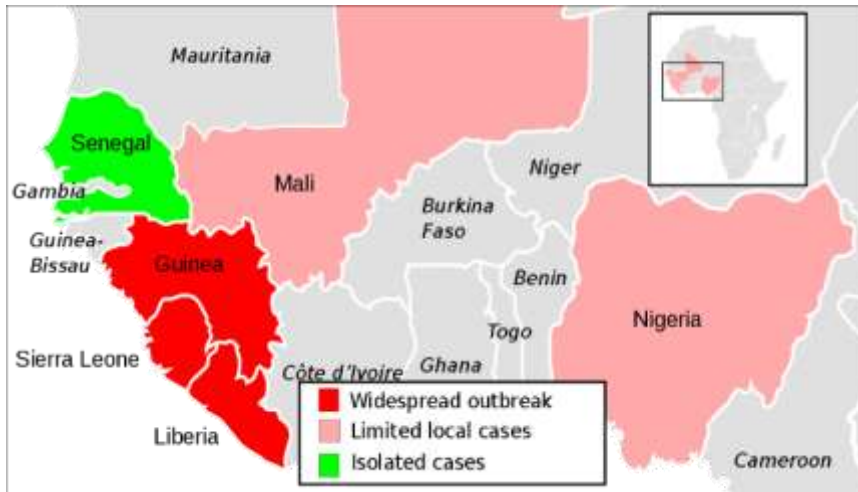 Mauritania
Senegal
Gambia
Mali
Niger
Burkina
Faso
Guinea-
Bissau
Guinea
Benin
Nigeria
Togo
Sierra Leone
Côte d'Ivoire
Ghana
Liberia
Cameroon
Widespread outbreak
Limited local cases
Isolated cases